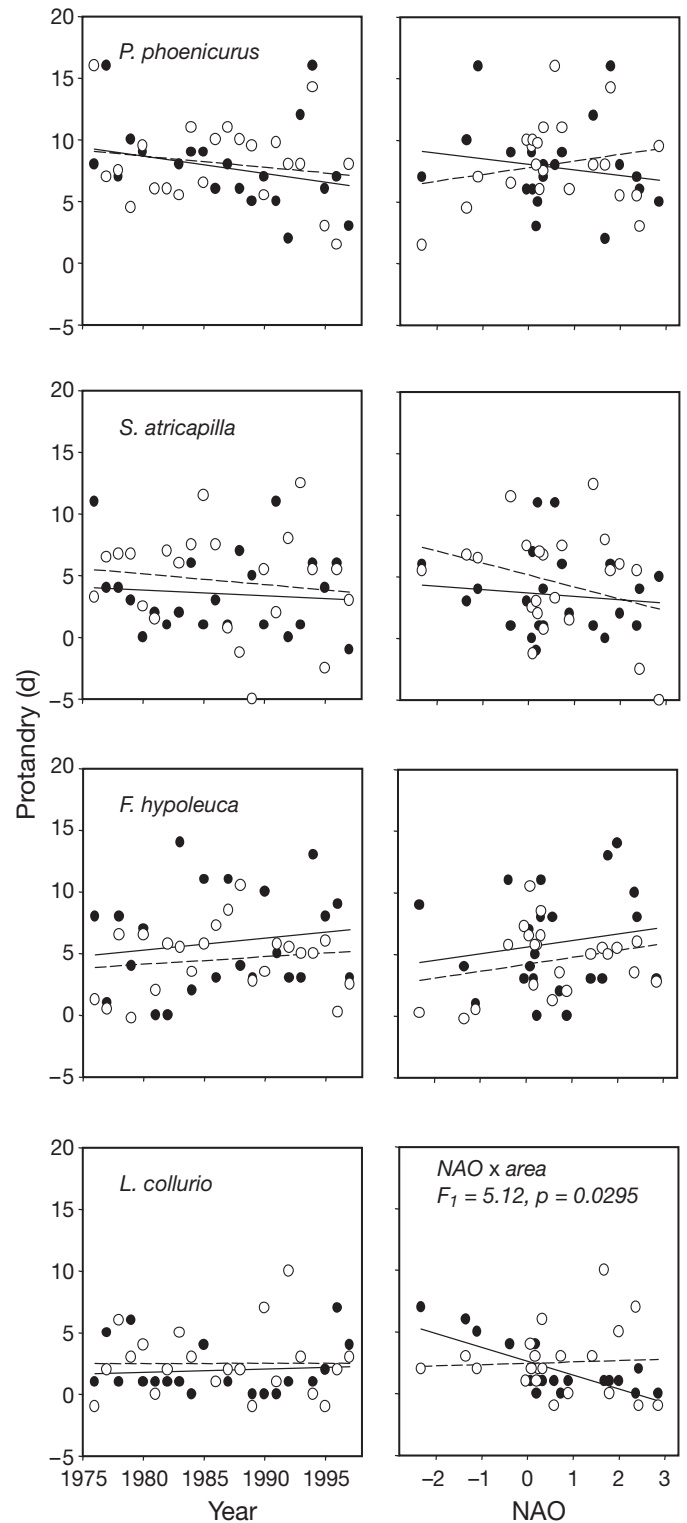 20
15
10
5
0
−5
P. phoenicurus
20
15
10
5
0
−5
S. atricapilla
Protandry (d)
20
15
10
5
0
−5
F. hypoleuca
20
15
10
5
0
−5
L. collurio
NAO x area
F1 = 5.12, p = 0.0295
1975 1980 1985 1990 1995
−2 −1 0 1 2 3
Year
NAO